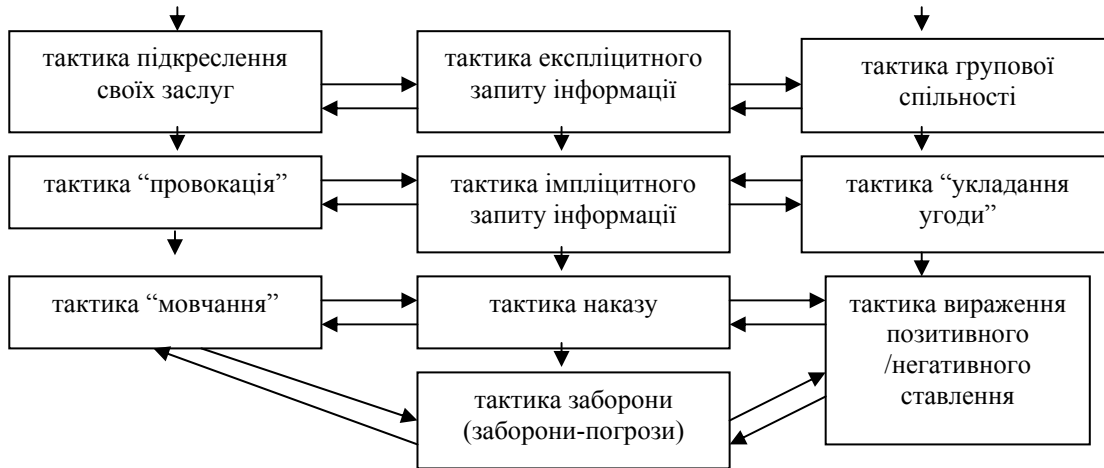 тактика підкреслення
своїх заслуг
тактика експліцитного
запиту інформації
тактика групової
спільності
тактика “провокація”
тактика імпліцитного
запиту інформації
тактика “укладання
угоди”
тактика “мовчання”
тактика наказу
тактика вираження
позитивного
/негативного
ставлення
тактика заборони
(заборони-погрози)